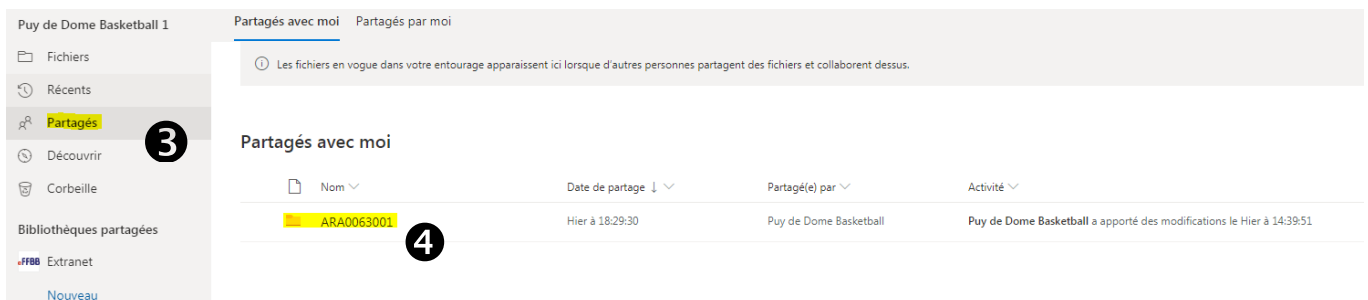 Puy de Dome Basketball 1
Fichiers
Récents
Partagés
3
Découvrir
Corbeille
Bibliothèques partagées
eFFBB Extranet
Nouveau
Partagés avec moi Partagés par moi
Les fichiers en vogue dans votre entourage apparaissent ici lorsque d'autres personnes partagent des fichiers et collaborent dessus.
Partagés avec moi
Nom Date de partage ↓ Partagé(e) par Activité
ARA0063001 Hier à 18:29:30 Puy de Dome Basketball Puy de Dome Basketball a apporté des modifications le Hier à 14:39:51
4